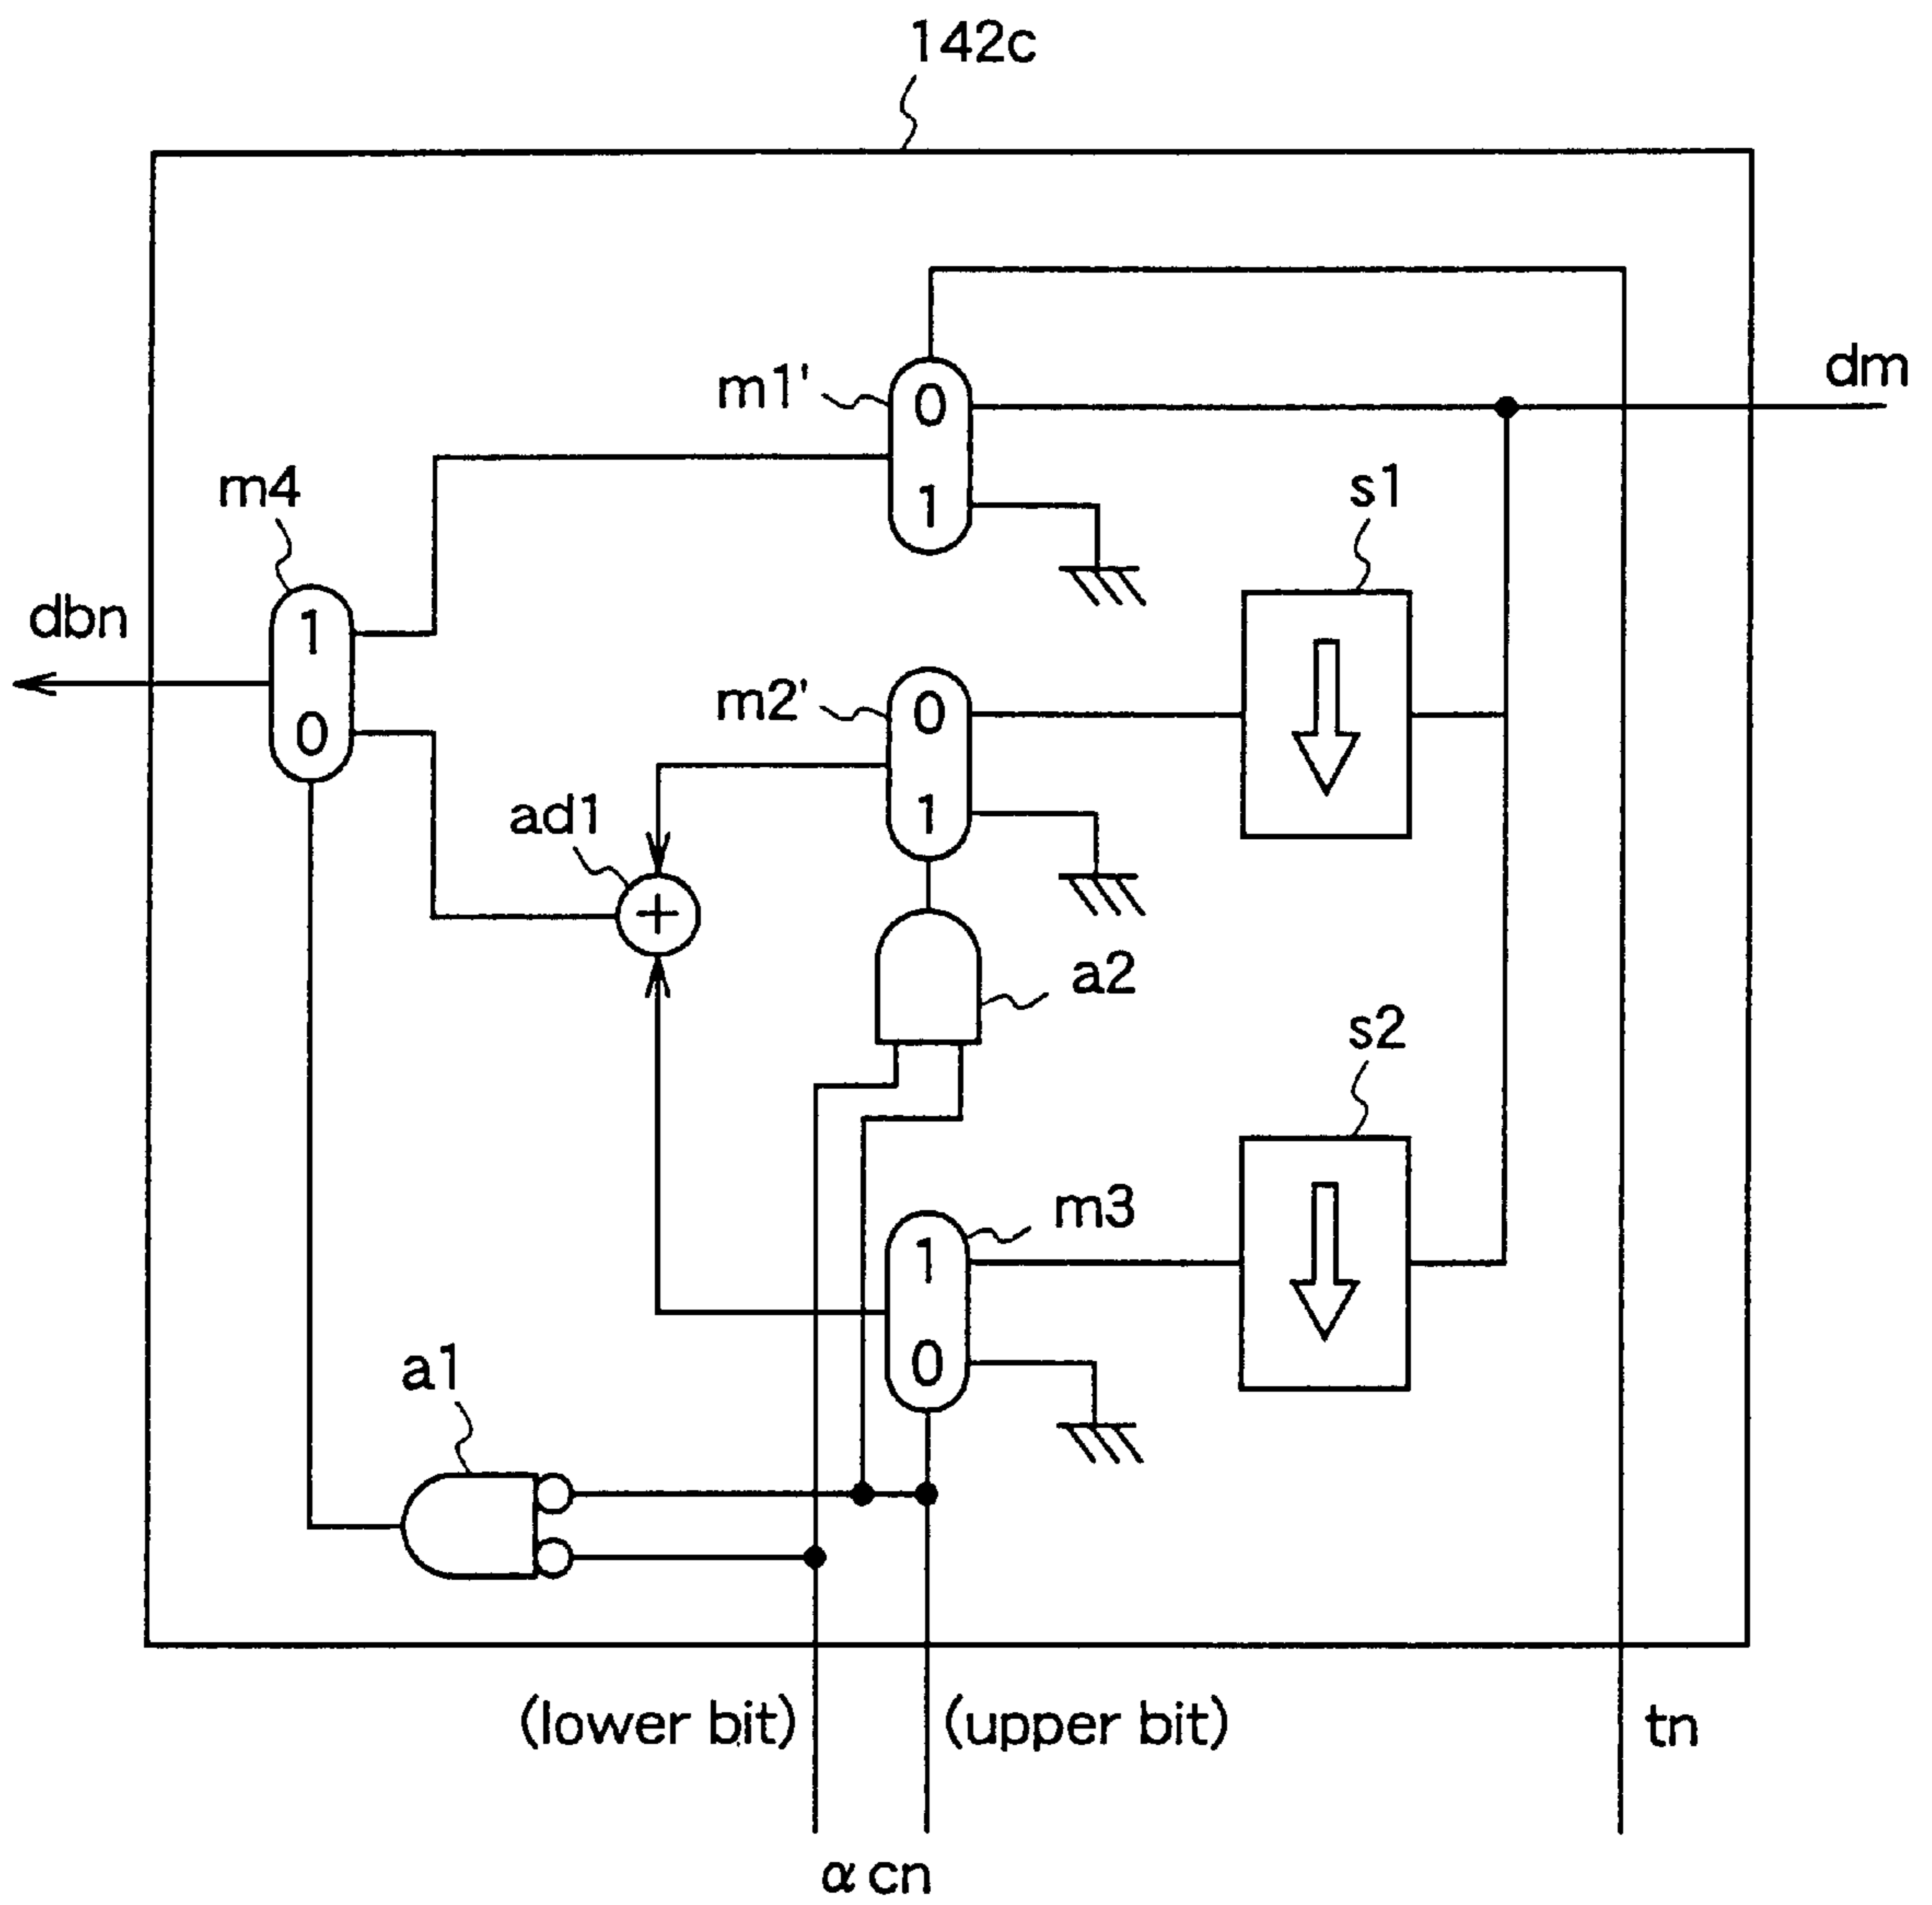 142c
dm
m1'
0
1
m4
s1
dbn
1
0
m2'
0
1
ad1
+
a2
s2
m3
1
0
a1
(lower bit)
(upper bit)
tn
α cn